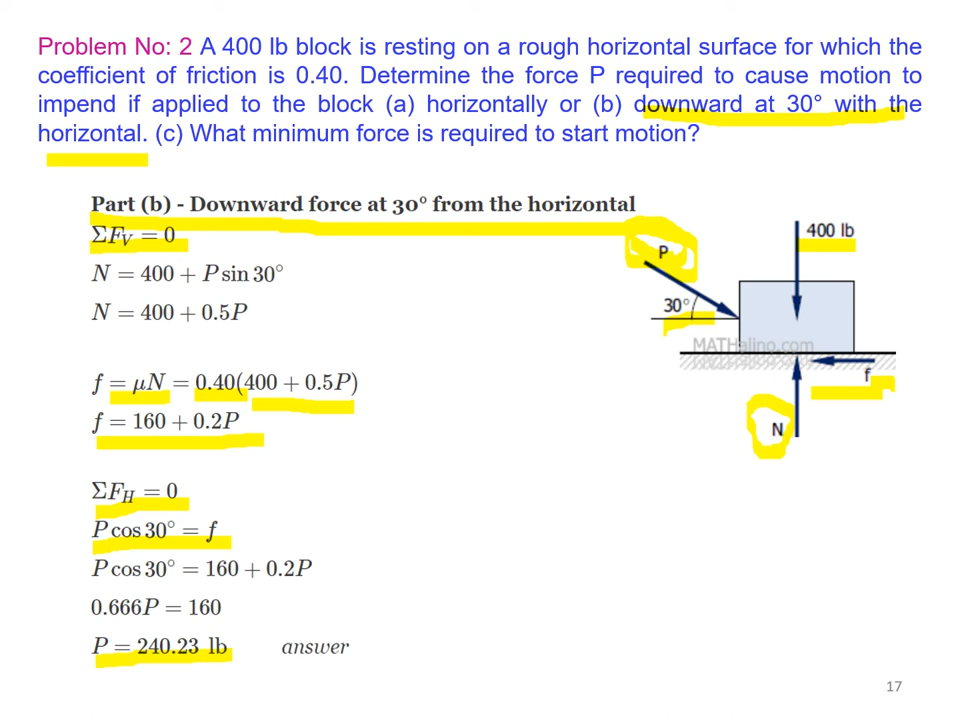 Problem No: 2 A 400 lb block is resting on a rough horizontal surface for which the
coefficient of friction is 0.40. Determine the force P required to cause motion to
impend if applied to the block (a) horizontally or (b) downward at 30° with the
horizontal. (c) What minimum force is required to start motion?
Part (b) - Downward force at 30° from the horizontal
ΣF_V = 0
N = 400 + P sin 30°
N = 400 + 0.5P
f = μN = 0.40(400 + 0.5P)
f = 160 + 0.2P
ΣF_H = 0
P cos 30° = f
P cos 30° = 160 + 0.2P
0.666P = 160
P = 240.23 lb answer
400 lb
P
30°
MATHalino.com
f
N
17